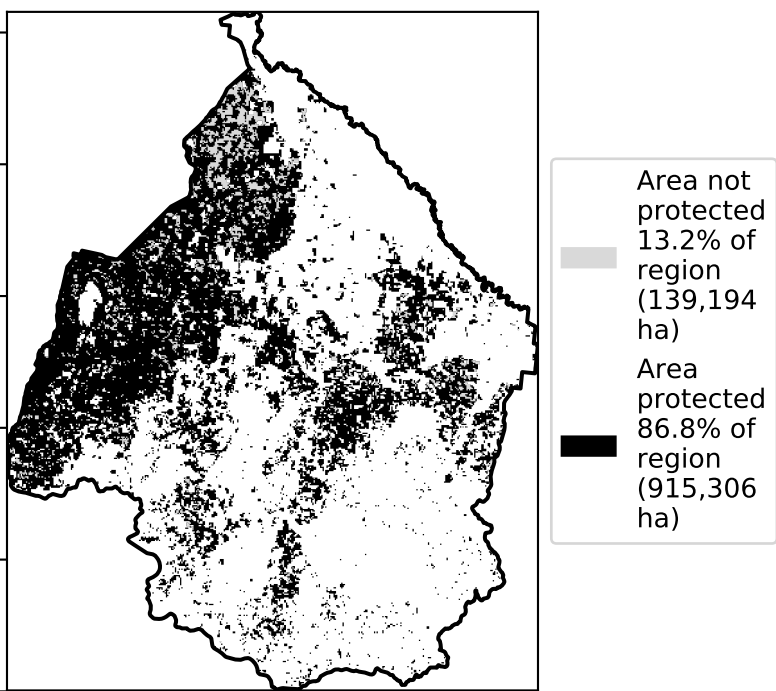 Area not
protected
13.2% of
region
(139,194
ha)
Area
protected
86.8% of
region
(915,306
ha)